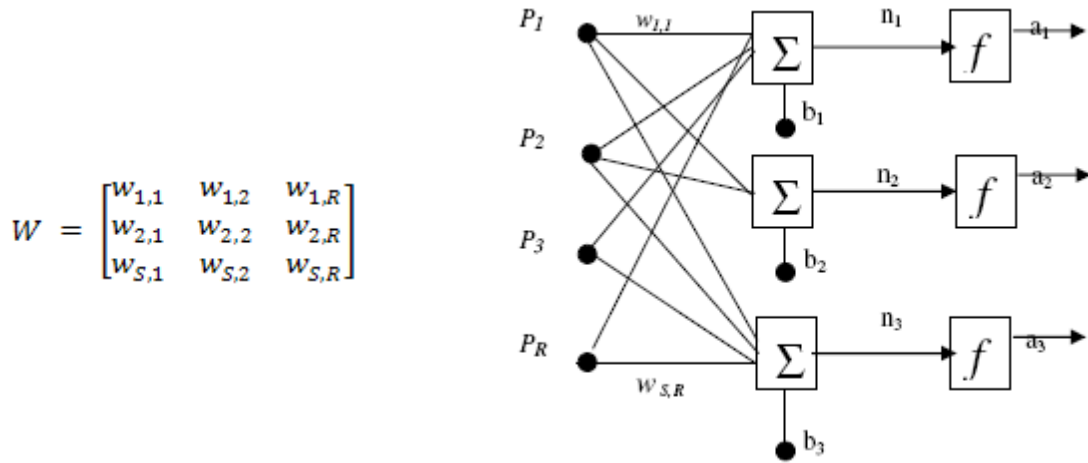 W = [w1,1 w1,2 w1,R
w2,1 w2,2 w2,R
wS,1 wS,2 wS,R]
P1 w1,1 Σ n1 f a1
b1
P2 Σ n2 f a2
b2
P3
PR wS,R Σ n3 f a3
b3